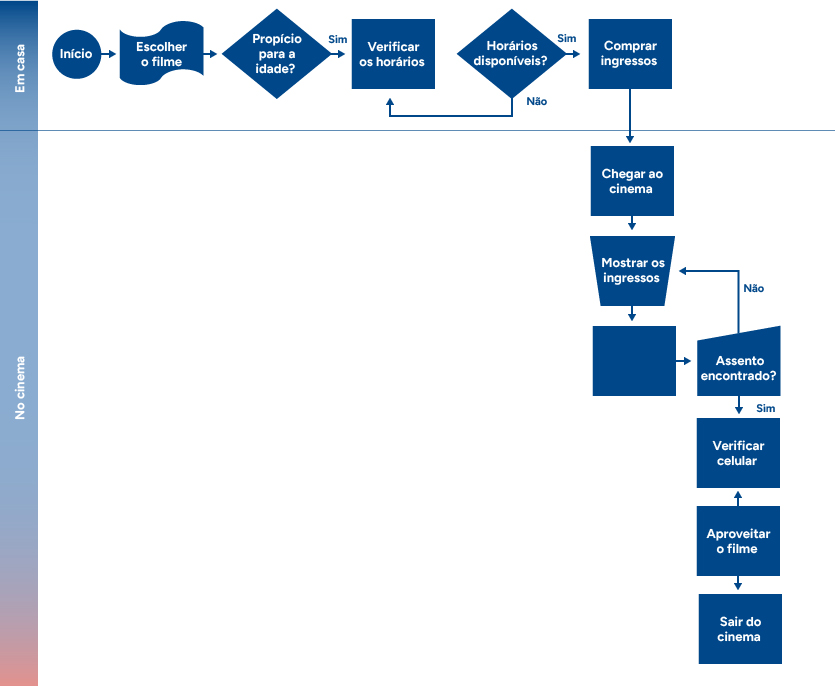 Em casa
Início
Escolher
o filme
Propício
para a
idade?
Sim
Verificar
os horários
Horários
disponíveis?
Sim
Não
Comprar
ingressos
No cinema
Chegar ao
cinema
Mostrar os
ingressos
Não
Assento
encontrado?
Sim
Verificar
celular
Aproveitar
o filme
Sair do
cinema